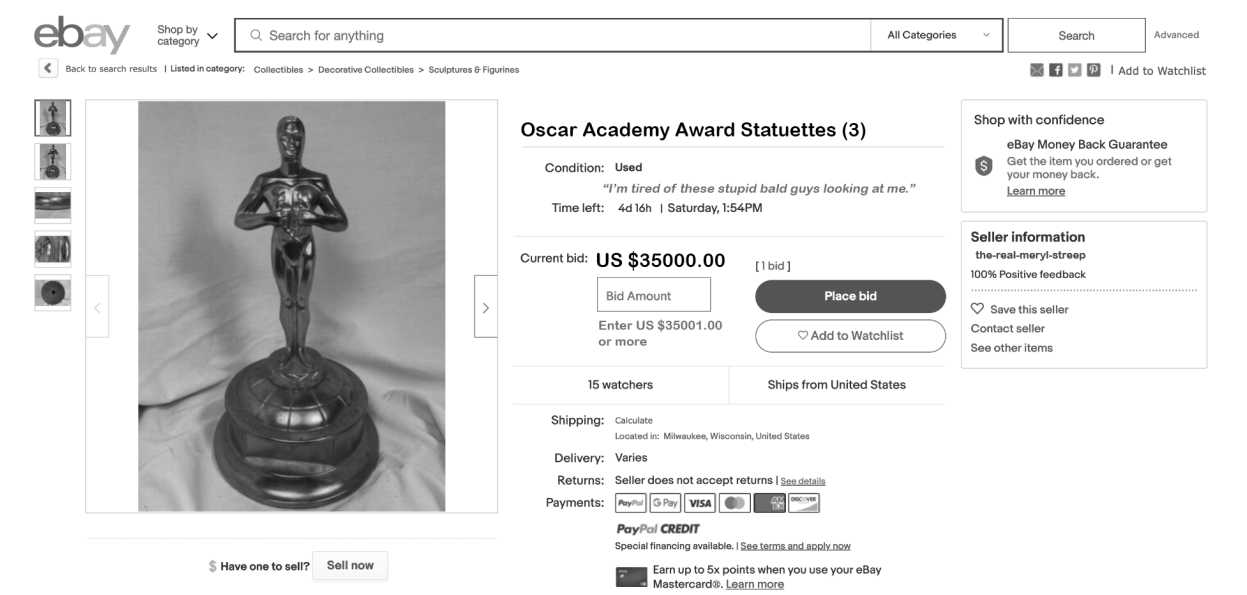 ebay
Shop by
category
Search for anything
All Categories
Search
Advanced
Back to search results | Listed in category: Collectibles > Decorative Collectibles > Sculptures & Figurines
| Add to Watchlist
Oscar Academy Award Statuettes (3)
Condition: Used
“I’m tired of these stupid bald guys looking at me.”
Time left: 4d 16h | Saturday, 1:54PM
Current bid: US $35000.00
[ 1 bid ]
Bid Amount
Place bid
Enter US $35001.00
or more
Add to Watchlist
15 watchers
Ships from United States
Shipping: Calculate
Located in: Milwaukee, Wisconsin, United States
Delivery: Varies
Returns: Seller does not accept returns | See details
Payments: PayPal G Pay VISA AM EX DISCOVER
PayPal CREDIT
Special financing available. | See terms and apply now
Earn up to 5x points when you use your eBay
Mastercard®. Learn more
Shop with confidence
eBay Money Back Guarantee
Get the item you ordered or get
your money back.
Learn more
Seller information
the-real-meryl-streep
100% Positive feedback
Save this seller
Contact seller
See other items
$ Have one to sell? Sell now